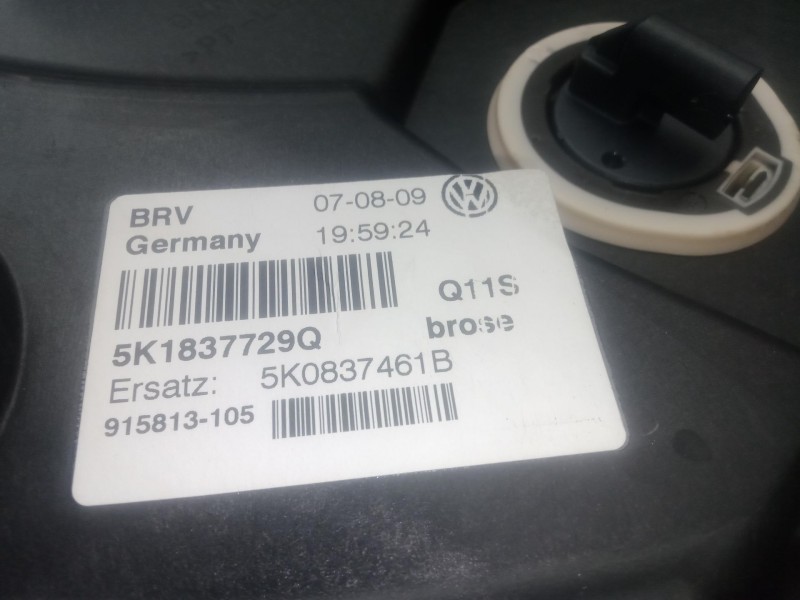 BRV 07-08-09
Germany 19:59:24
Q11S
5K1837729Q brose
Ersatz: 5K0837461B
915813-105